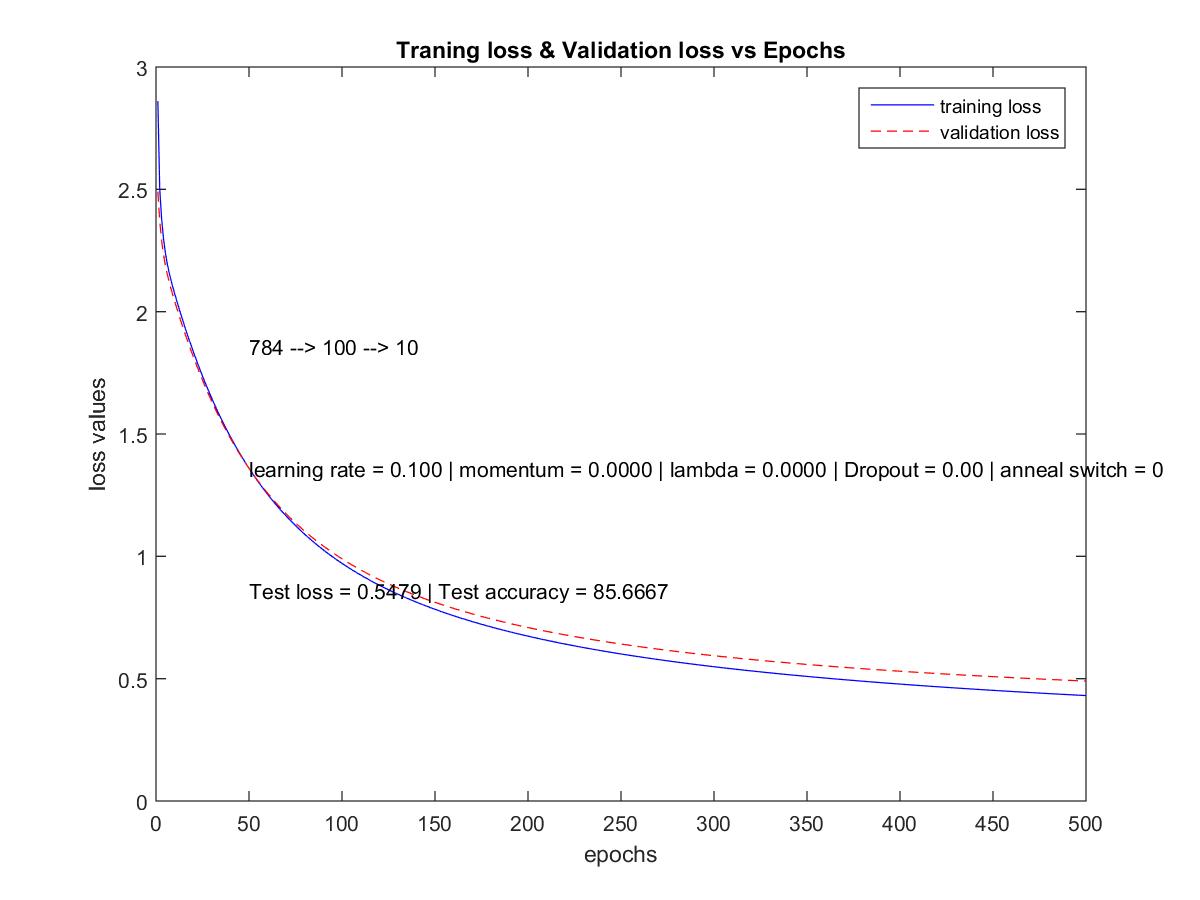 Traning loss & Validation loss vs Epochs
3
training loss
validation loss
2.5
2
784 --> 100 --> 10
loss values
1.5
learning rate = 0.100 | momentum = 0.0000 | lambda = 0.0000 | Dropout = 0.00 | anneal switch = 0
1
Test loss = 0.5479 | Test accuracy = 85.6667
0.5
0
0 50 100 150 200 250 300 350 400 450 500
epochs